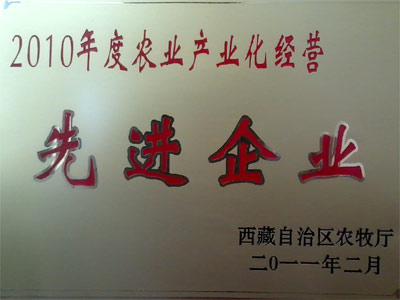 2010年度农业产业化经营
先进企业
西藏自治区农牧厅
二〇一一年二月